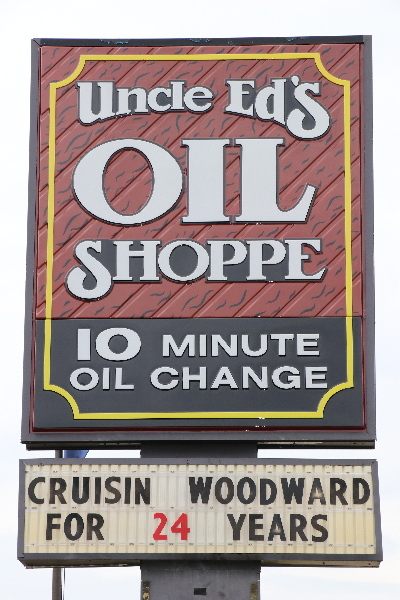 Uncle Ed's
OIL
SHOPPE
10 MINUTE
OIL CHANGE
CRUISIN WOODWARD
FOR 24 YEARS